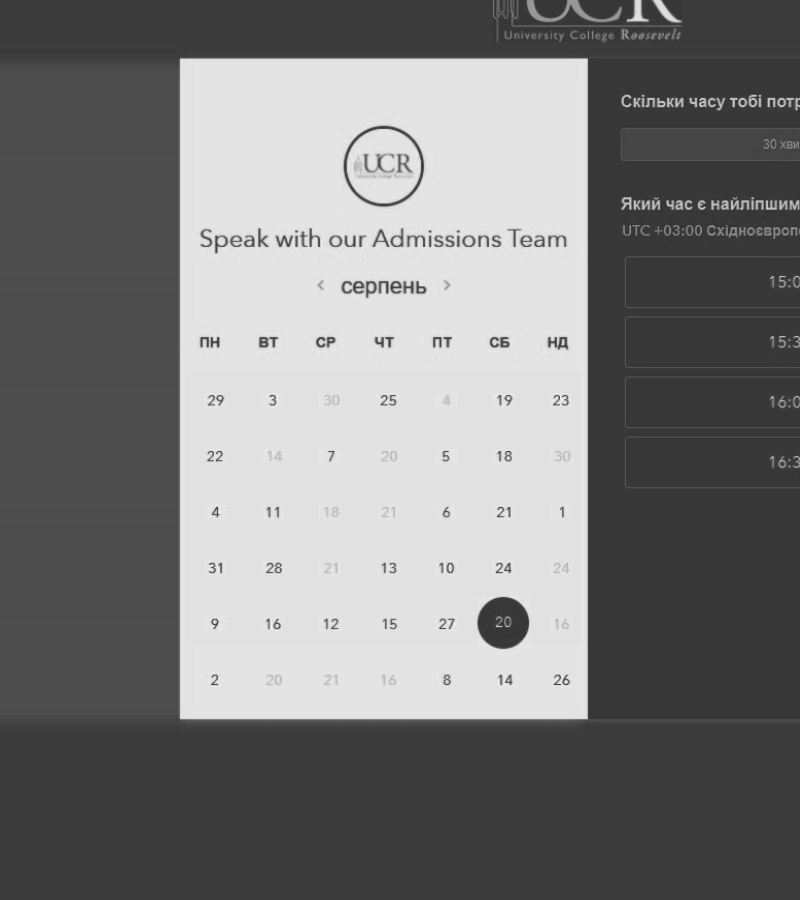 UCR
University College Roosevelt
UCR
Speak with our Admissions Team
< серпень >
ПН ВТ СР ЧТ ПТ СБ НД
29 3 30 25 4 19 23
22 14 7 20 5 18 30
4 11 18 21 6 21 1
31 28 21 13 10 24 24
9 16 12 15 27 20 16
2 20 21 16 8 14 26
Скільки часу тобі потр
30 хви
Який час є найліпшим
UTC +03:00 Східноєвропе
15:0
15:3
16:0
16:3